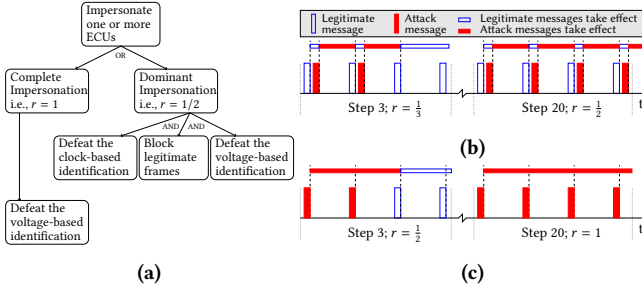 Impersonate
one or more
ECUs
OR
Complete
Impersonation
i.e., r = 1
Dominant
Impersonation
i.e., r = 1/2
AND AND
Defeat the
clock-based
identification
Block
legitimate
frames
Defeat the
voltage-based
identification
Defeat the
voltage-based
identification
(a)
Legitimate
message
Attack
message
Legitimate messages take effect
Attack messages take effect
Step 3; r = 1/3
Step 20; r = 1/2
t
(b)
Step 3; r = 1/2
Step 20; r = 1
t
(c)